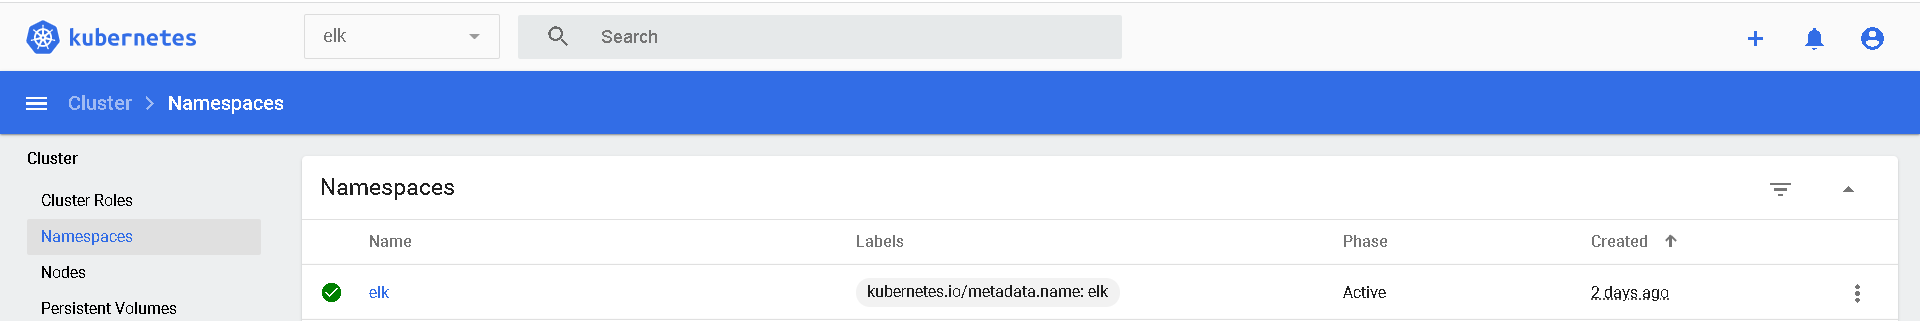 kubernetes
elk
Search
Cluster
Namespaces
Cluster
Cluster Roles
Namespaces
Nodes
Persistent Volumes
Namespaces
Name Labels Phase Created
elk kubernetes.io/metadata.name: elk Active 2 days ago